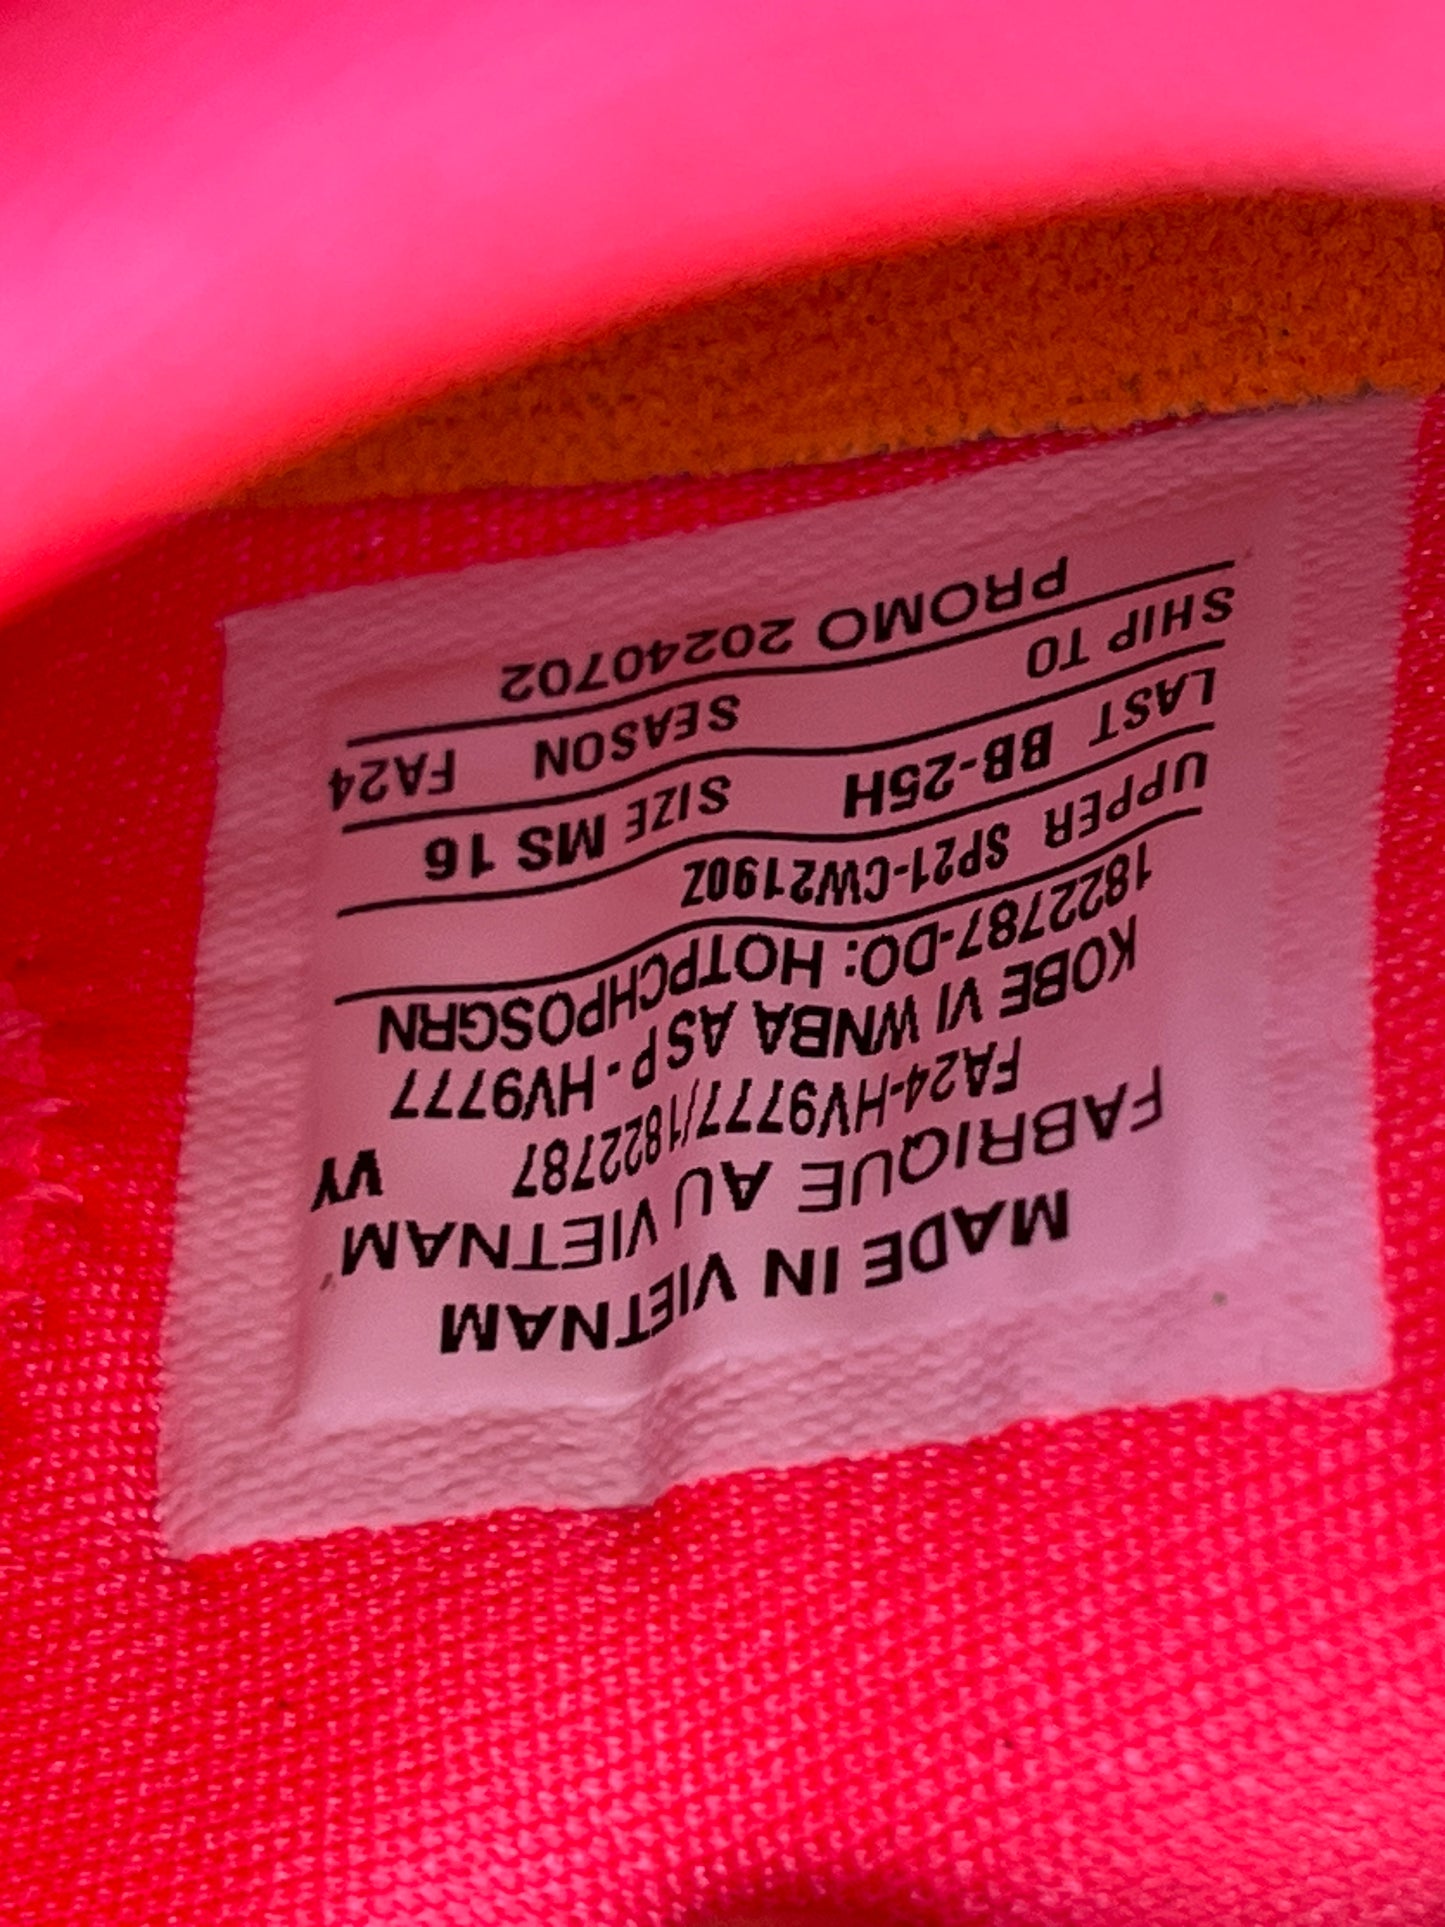 MADE IN VIETNAM
FABRIQUE AU VIETNAM
FA24-HV9777/1822787 VY
KOBE VI WNBA AS P - HV9777
1822787-DO: HOTPCHPOSGRN
UPPER SP21-CW2190Z
LAST BB-25H SIZE MS 16
SHIP TO SEASON FA24
PROMO 20240702